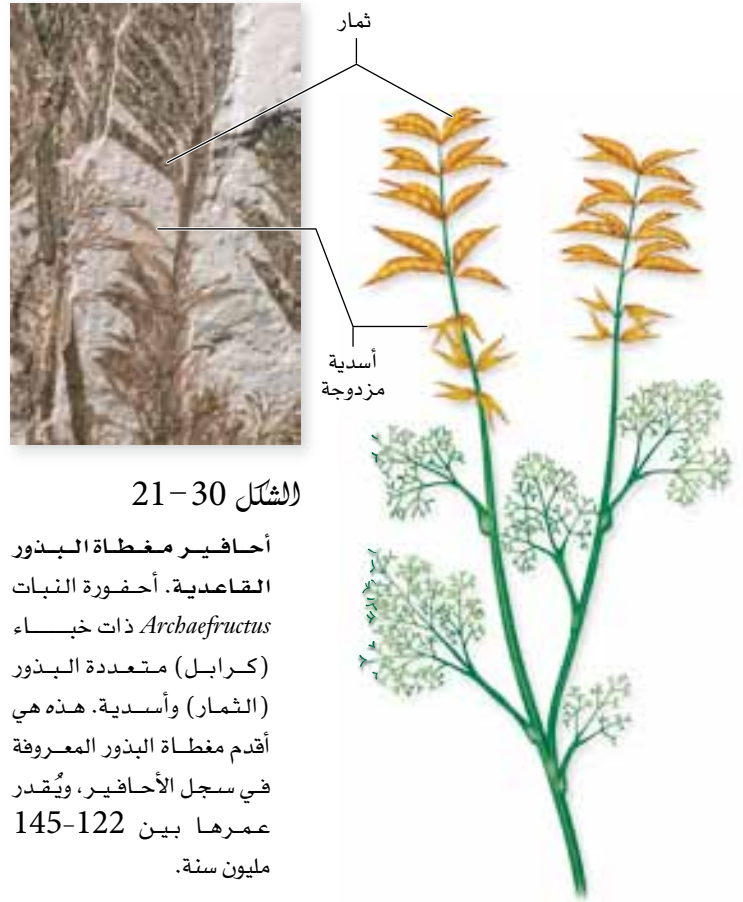 ثمار
أسدية
مزدوجة
الشكل 30–21
أحافير مغطاة البذور
القاعدية. أحفورة النبات
Archaefructus ذات خباء
(كرابل) متعددة البذور
(الثمار) وأسدية. هذه هي
أقدم مغطاة البذور المعروفة
في سجل الأحافير، ويُقدر
عمرها بين 122-145
مليون سنة.